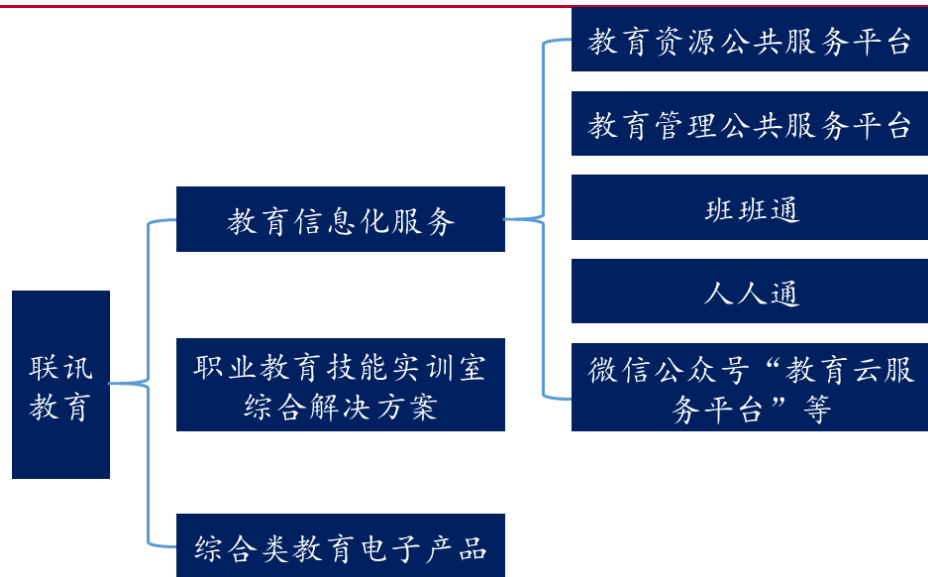 教育资源公共服务平台
教育管理公共服务平台
班班通
教育信息化服务
人人通
联讯
教育
职业教育技能实训室
综合解决方案
微信公众号“教育云服
务平台”等
综合类教育电子产品